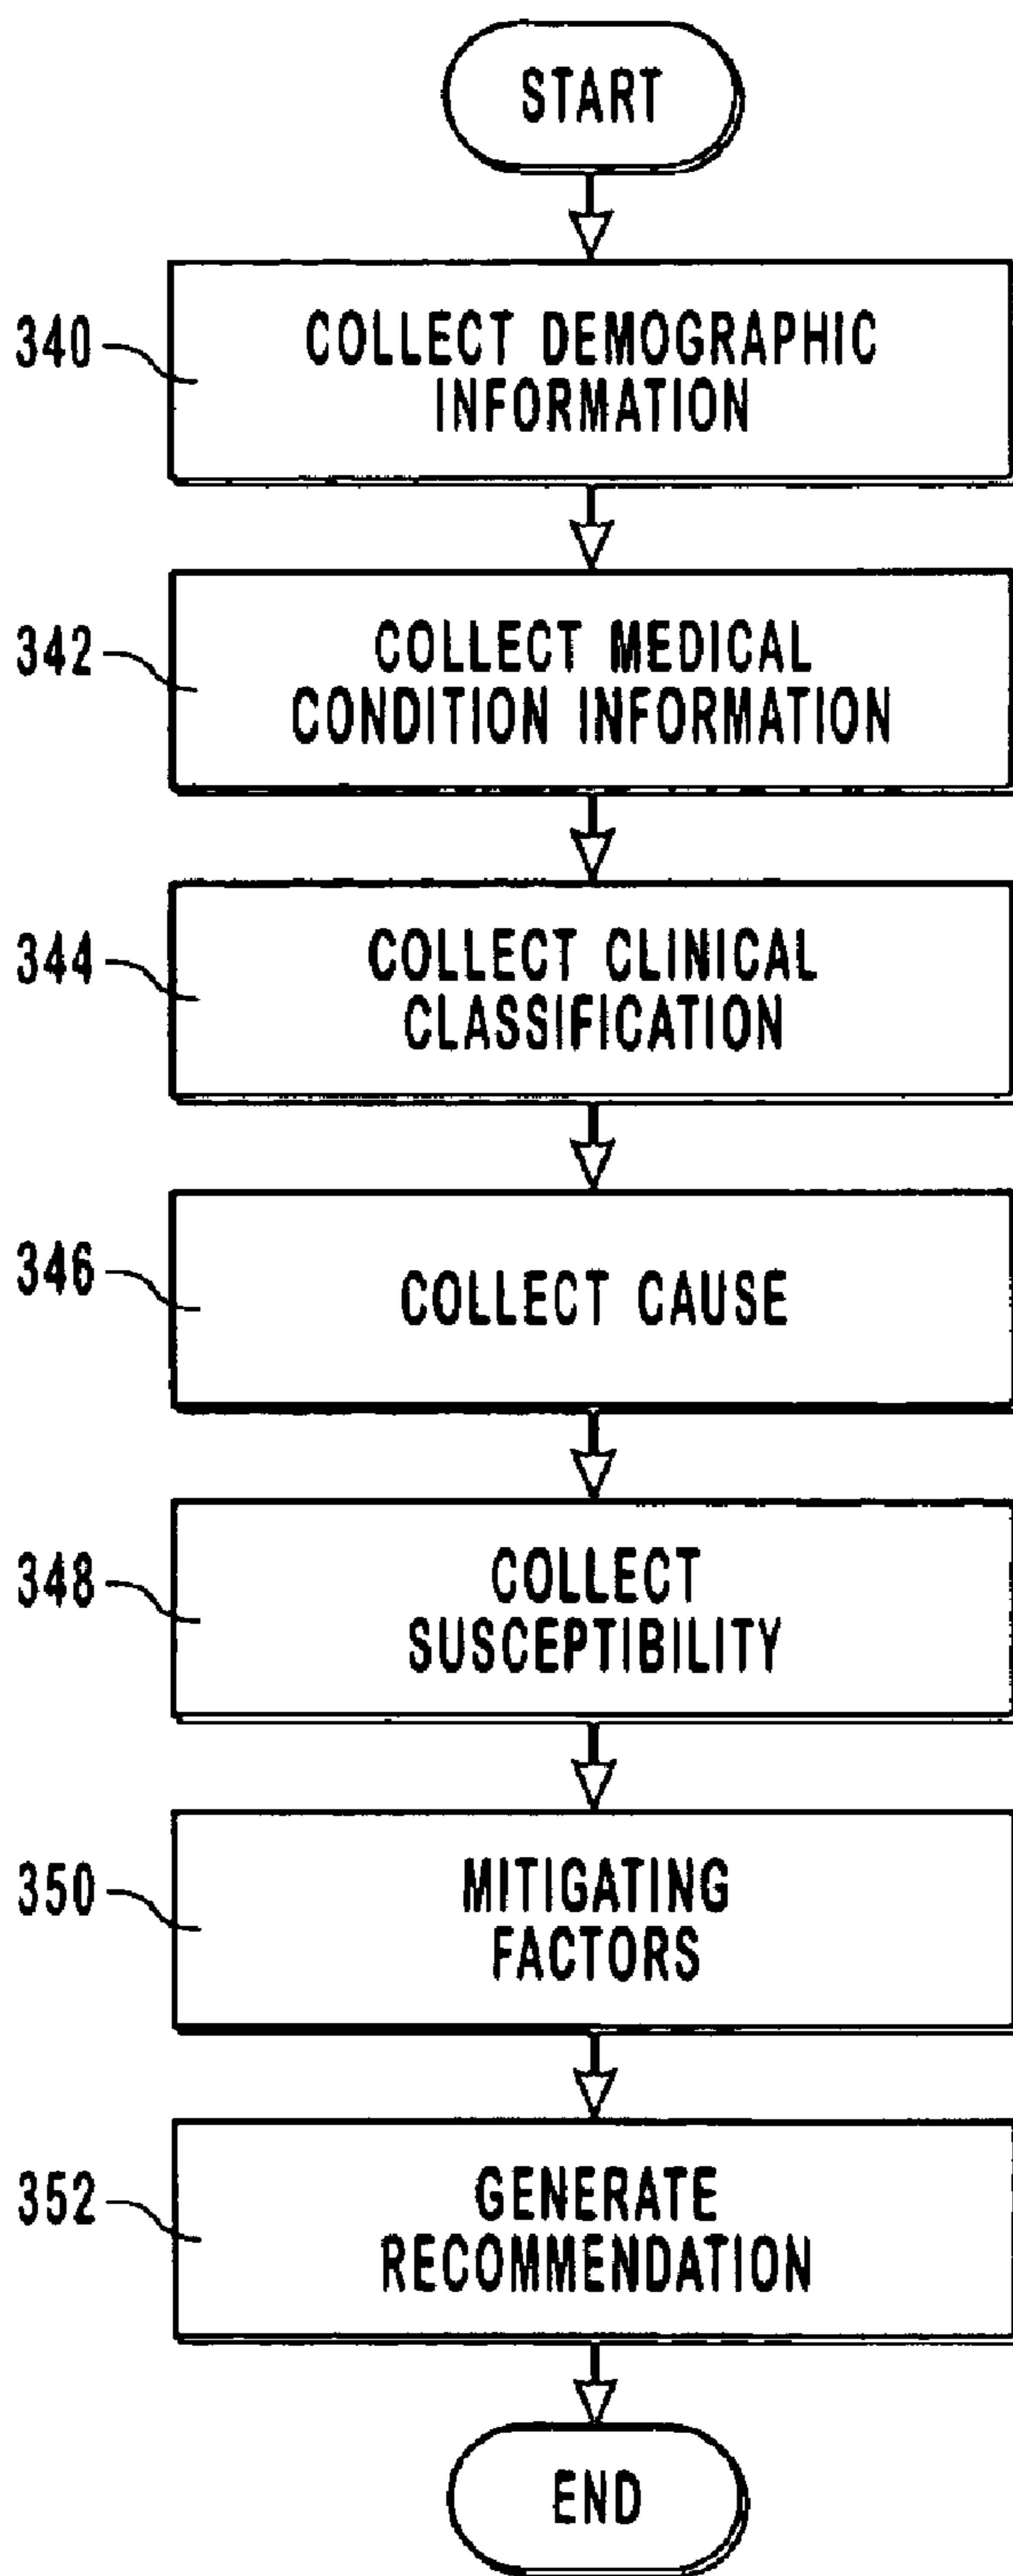 START
340
COLLECT DEMOGRAPHIC
INFORMATION
342
COLLECT MEDICAL
CONDITION INFORMATION
344
COLLECT CLINICAL
CLASSIFICATION
346
COLLECT CAUSE
348
COLLECT
SUSCEPTIBILITY
350
MITIGATING
FACTORS
352
GENERATE
RECOMMENDATION
END